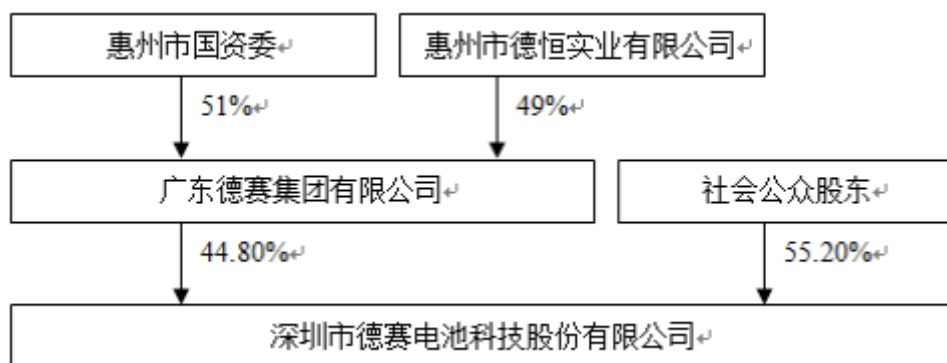 惠州市国资委↵
惠州市德恒实业有限公司↵
51%↵
49%↵
广东德赛集团有限公司↵
社会公众股东↵
44.80%↵
55.20%↵
深圳市德赛电池科技股份有限公司↵